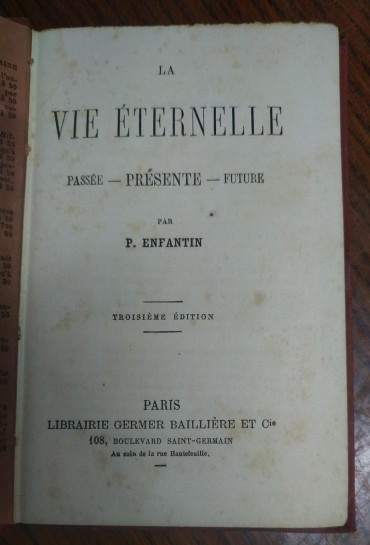 LA
VIE ÉTERNELLE
PASSÉE — PRÉSENTE — FUTURE
PAR
P. ENFANTIN
TROISIÈME ÉDITION
PARIS
LIBRAIRIE GERMER BAILLIÈRE ET Cie
108, BOULEVARD SAINT-GERMAIN
Au coin de la rue Hautefeuille.